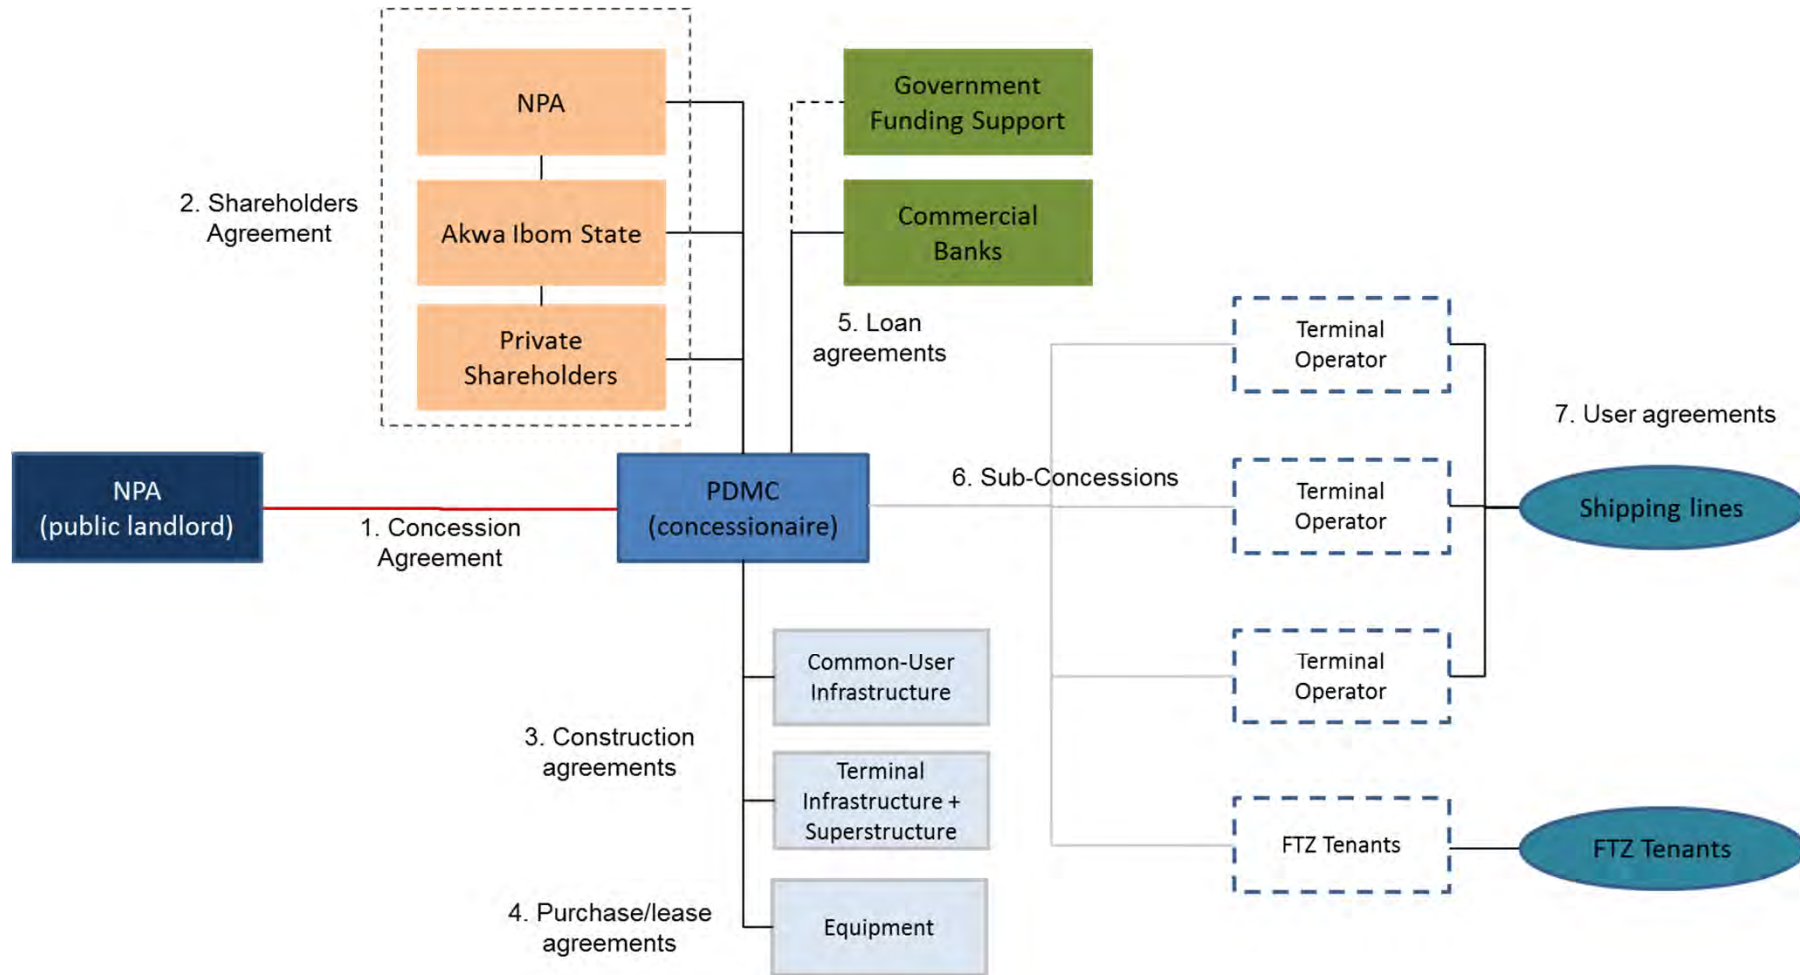 NPA
Akwa Ibom State
Private
Shareholders
2. Shareholders
Agreement
Government
Funding Support
Commercial
Banks
5. Loan
agreements
NPA
(public landlord)
1. Concession
Agreement
PDMC
(concessionaire)
6. Sub-Concessions
Terminal
Operator
Terminal
Operator
Terminal
Operator
FTZ Tenants
7. User agreements
Shipping lines
FTZ Tenants
Common-User
Infrastructure
3. Construction
agreements
Terminal
Infrastructure +
Superstructure
4. Purchase/lease
agreements
Equipment